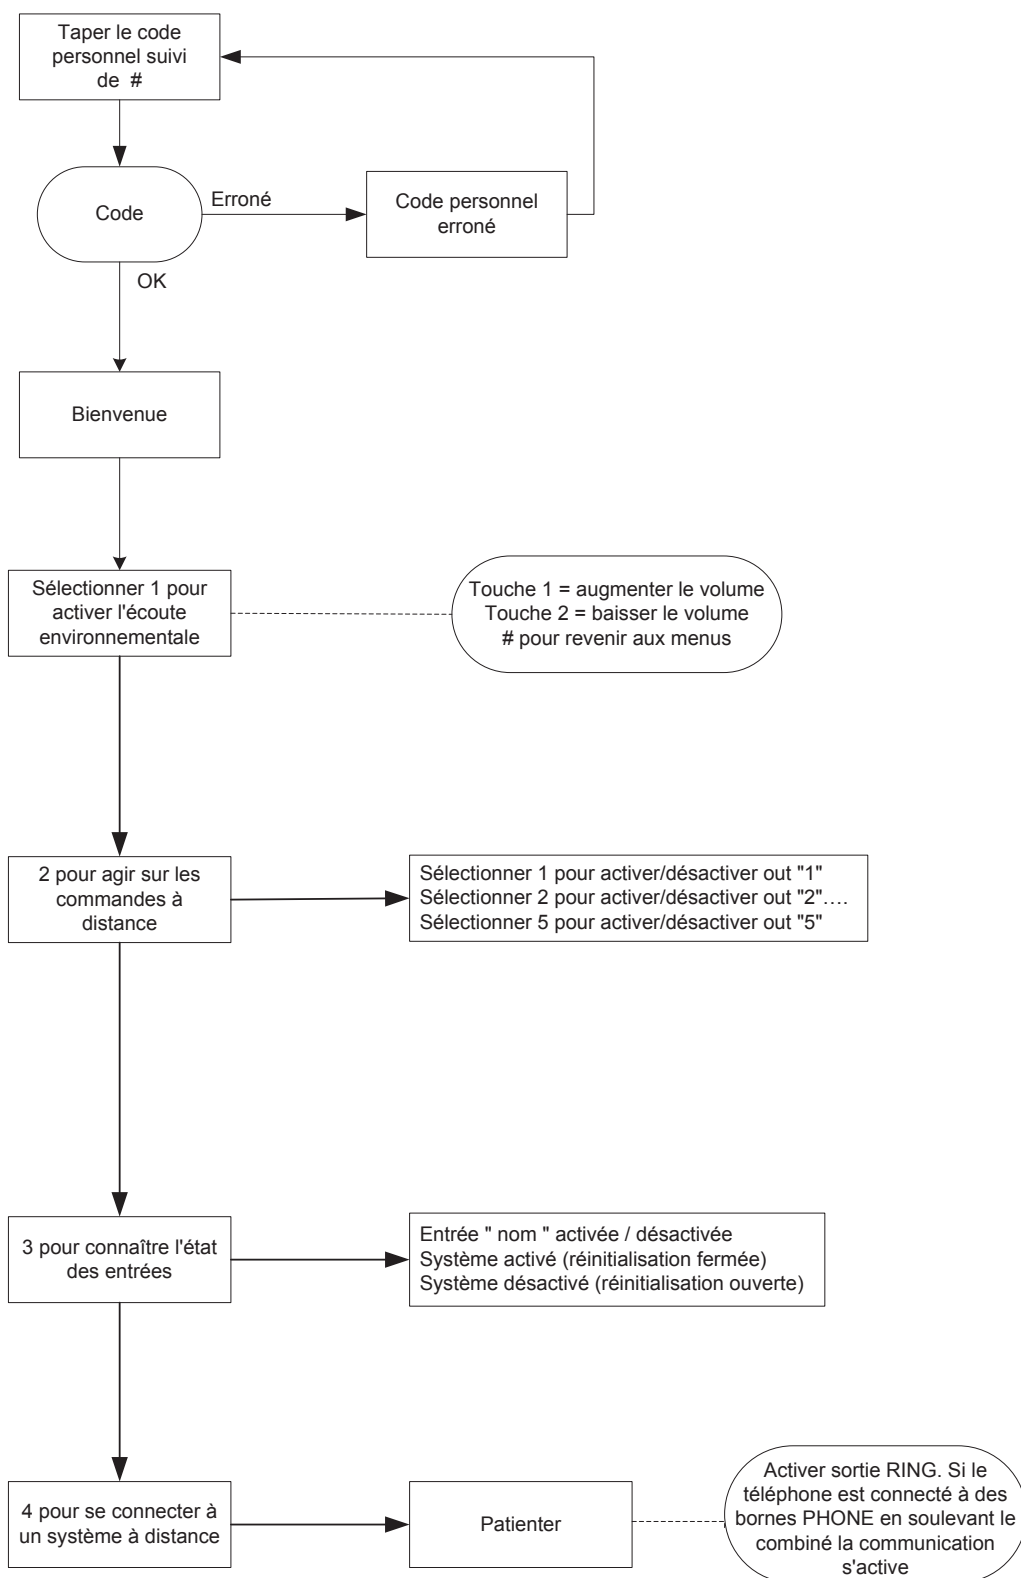 Taper le code
personnel suivi
de #
Code
Erroné
Code personnel
erroné
OK
Bienvenue
Sélectionner 1 pour
activer l'écoute
environnementale
Touche 1 = augmenter le volume
Touche 2 = baisser le volume
# pour revenir aux menus
2 pour agir sur les
commandes à
distance
Sélectionner 1 pour activer/désactiver out "1"
Sélectionner 2 pour activer/désactiver out "2"….
Sélectionner 5 pour activer/désactiver out "5"
3 pour connaître l'état
des entrées
Entrée " nom " activée / désactivée
Système activé (réinitialisation fermée)
Système désactivé (réinitialisation ouverte)
4 pour se connecter à
un système à distance
Patienter
Activer sortie RING. Si le
téléphone est connecté à des
bornes PHONE en soulevant le
combiné la communication
s'active